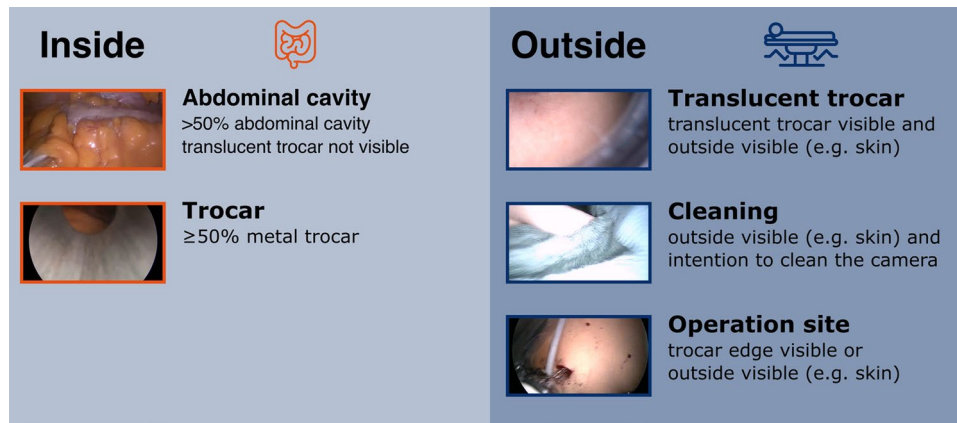 Inside
Abdominal cavity
>50% abdominal cavity
translucent trocar not visible
Trocar
≥50% metal trocar
Outside
Translucent trocar
translucent trocar visible and
outside visible (e.g. skin)
Cleaning
outside visible (e.g. skin) and
intention to clean the camera
Operation site
trocar edge visible or
outside visible (e.g. skin)